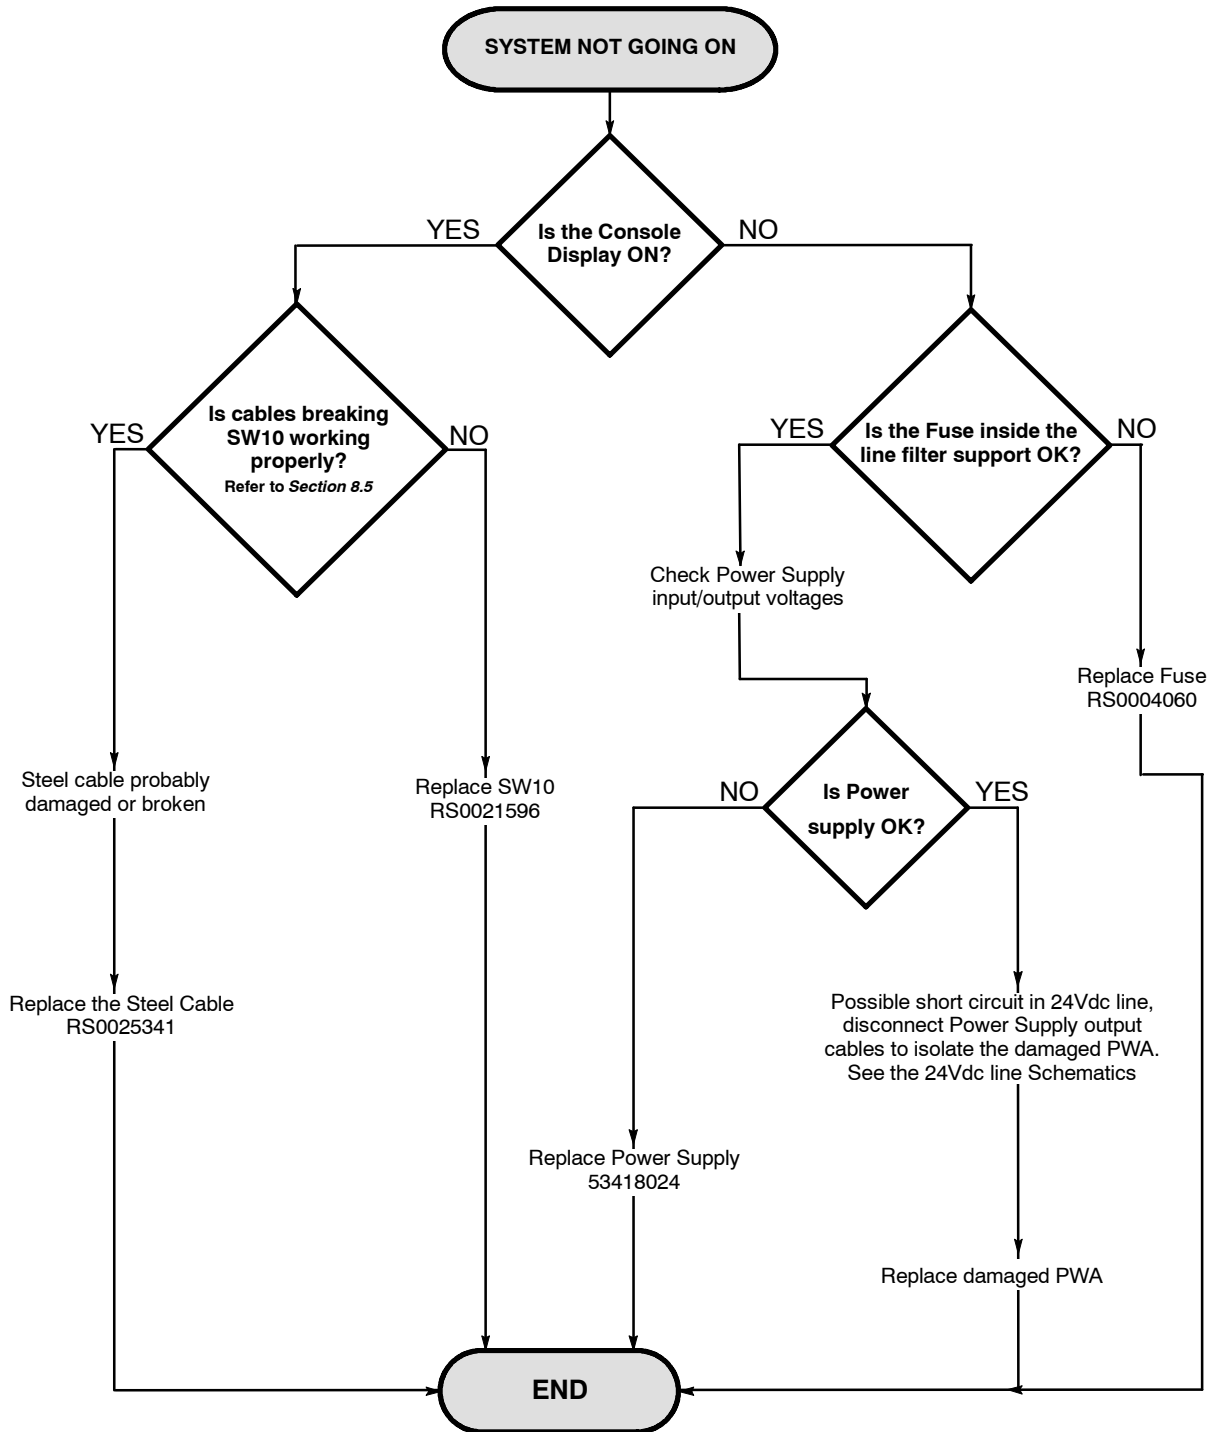 SYSTEM NOT GOING ON
YES
NO
Is the Console
Display ON?
YES
NO
Is cables breaking
SW10 working
properly?
Refer to Section 8.5
YES
NO
Is the Fuse inside the
line filter support OK?
Check Power Supply
input/output voltages
Replace Fuse
RS0004060
Steel cable probably
damaged or broken
Replace SW10
RS0021596
NO
YES
Is Power
supply OK?
Replace the Steel Cable
RS0025341
Possible short circuit in 24Vdc line,
disconnect Power Supply output
cables to isolate the damaged PWA.
See the 24Vdc line Schematics
Replace Power Supply
53418024
Replace damaged PWA
END